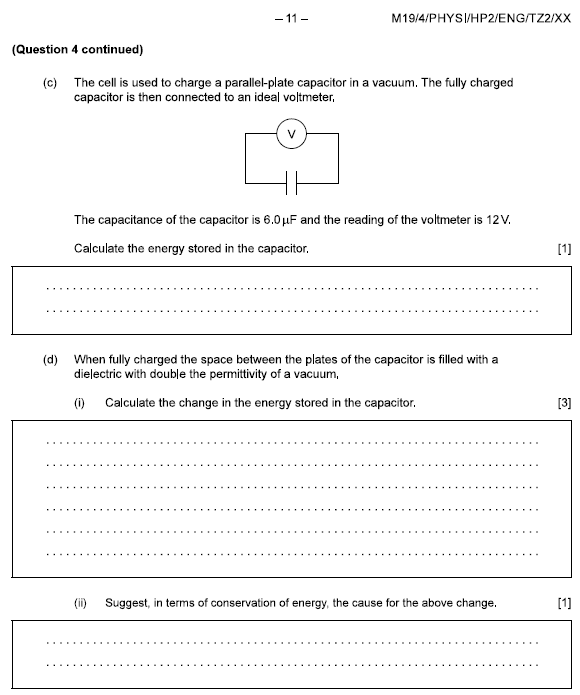 – 11 –
M19/4/PHYSI/HP2/ENG/TZ2/XX
(Question 4 continued)
(c) The cell is used to charge a parallel-plate capacitor in a vacuum. The fully charged
capacitor is then connected to an ideal voltmeter.
V
The capacitance of the capacitor is 6.0 μF and the reading of the voltmeter is 12 V.
Calculate the energy stored in the capacitor. [1]
(d) When fully charged the space between the plates of the capacitor is filled with a
dielectric with double the permittivity of a vacuum.
(i) Calculate the change in the energy stored in the capacitor. [3]
(ii) Suggest, in terms of conservation of energy, the cause for the above change. [1]